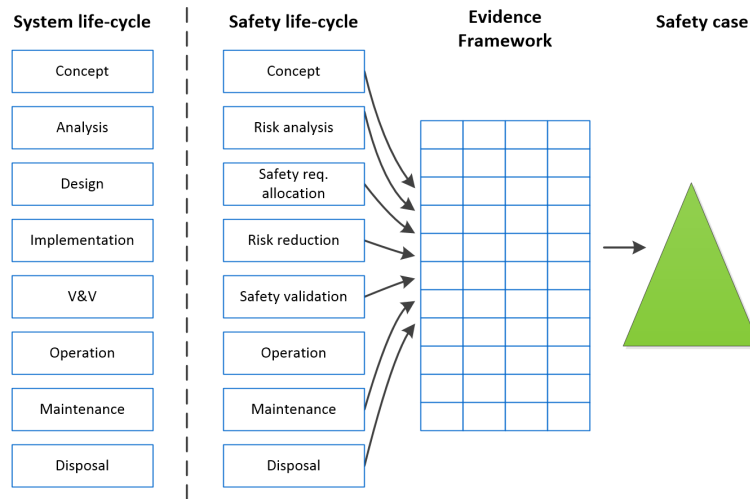 System life-cycle
Concept
Analysis
Design
Implementation
V&V
Operation
Maintenance
Disposal
Safety life-cycle
Concept
Risk analysis
Safety req.
allocation
Risk reduction
Safety validation
Operation
Maintenance
Disposal
Evidence
Framework
Safety case